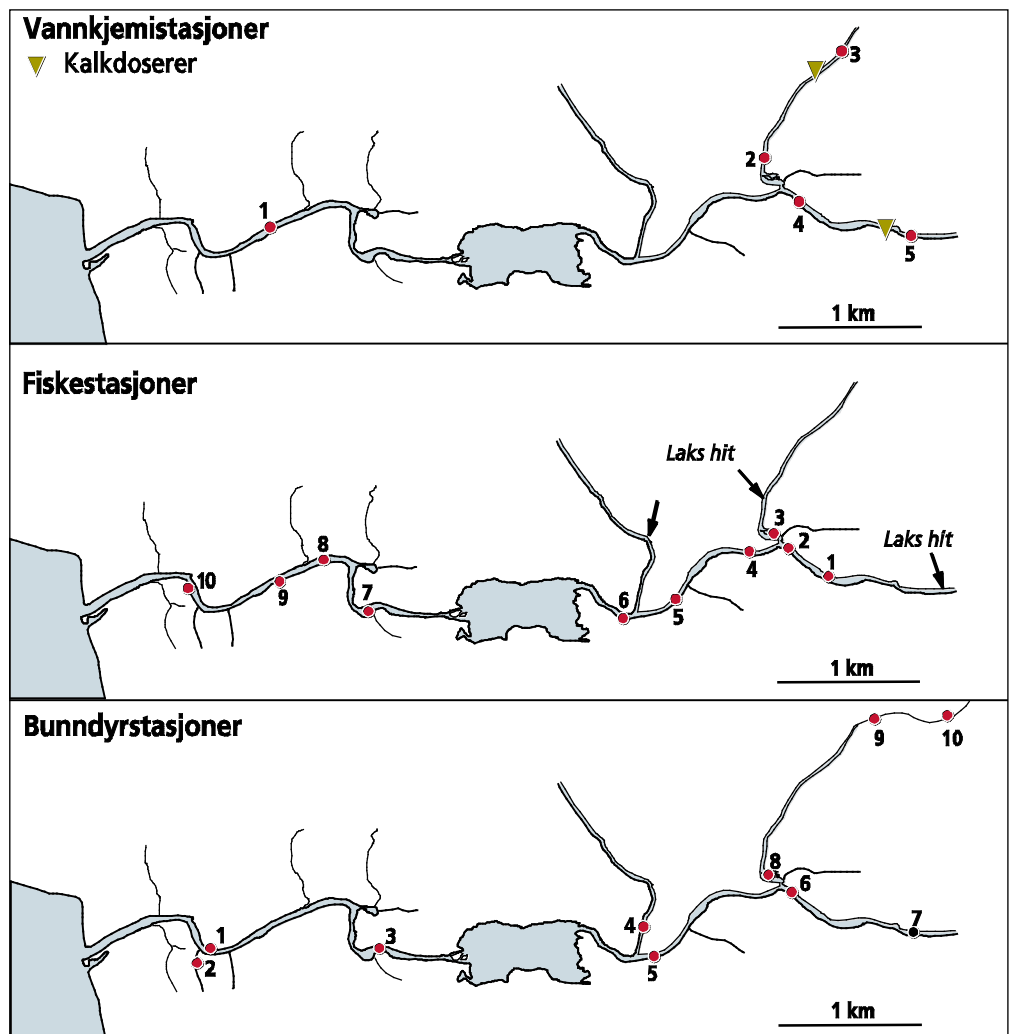 Vannkjemistasjoner
Kalkdoserer
3
2
1
4
5
1 km
Fiskestasjoner
Laks hit
3
2
Laks hit
8
4
1
10
9
7
6
5
1 km
Bunndyrstasjoner
9
10
8
6
4
7
1
3
2
5
1 km